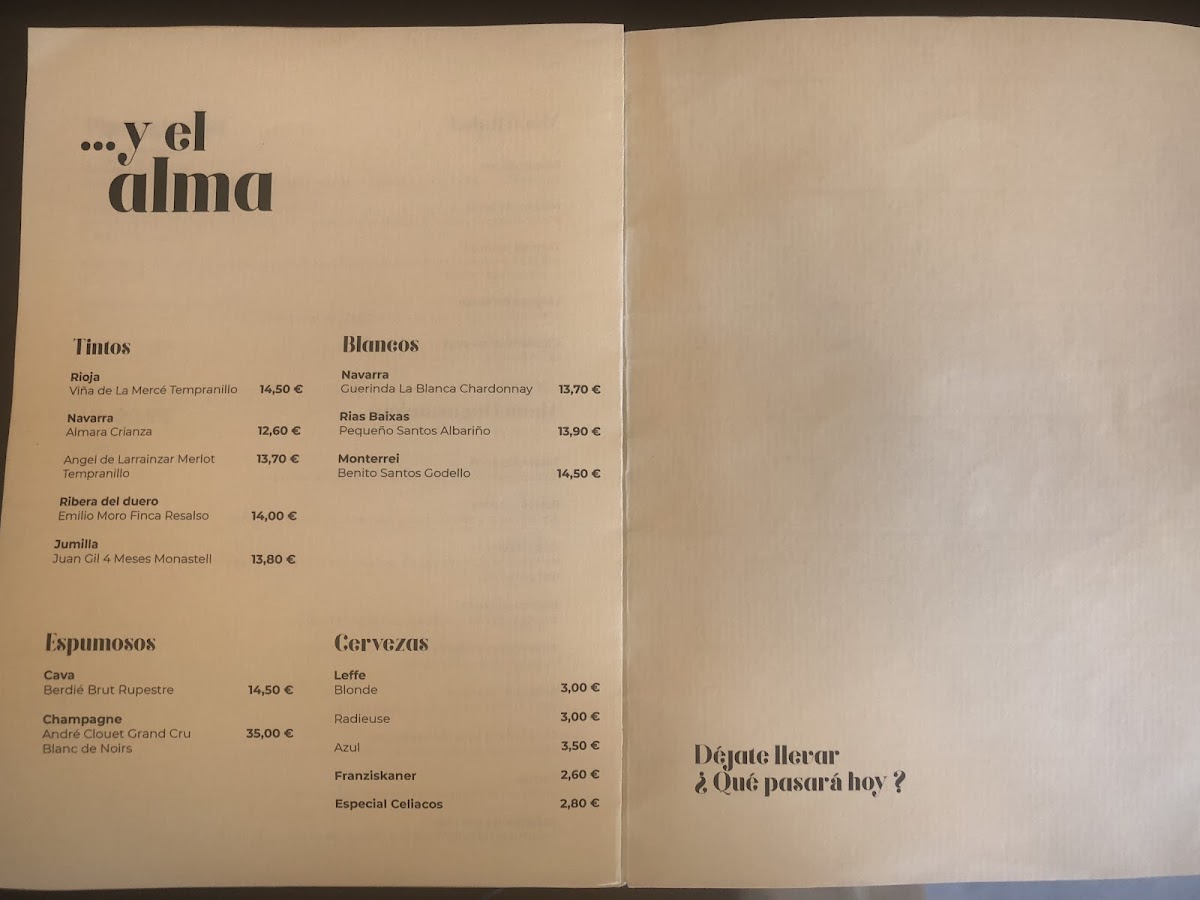 ...y el
alma
Tintos
Rioja
Viña de La Mercé Tempranillo 14,50 €
Navarra
Almara Crianza 12,60 €
Angel de Larrainzar Merlot 13,70 €
Tempranillo
Ribera del duero
Emilio Moro Finca Resalso 14,00 €
Jumilla
Juan Gil 4 Meses Monastell 13,80 €
Blancos
Navarra
Guerinda La Blanca Chardonnay 13,70 €
Rias Baixas
Pequeño Santos Albariño 13,90 €
Monterrei
Benito Santos Godello 14,50 €
Espumosos
Cava
Berdié Brut Rupestre 14,50 €
Champagne
André Clouet Grand Cru 35,00 €
Blanc de Noirs
Cervezas
Leffe
Blonde 3,00 €
Radieuse 3,00 €
Azul 3,50 €
Franziskaner 2,60 €
Especial Celiacos 2,80 €
Déjate llevar
¿ Qué pasará hoy ?